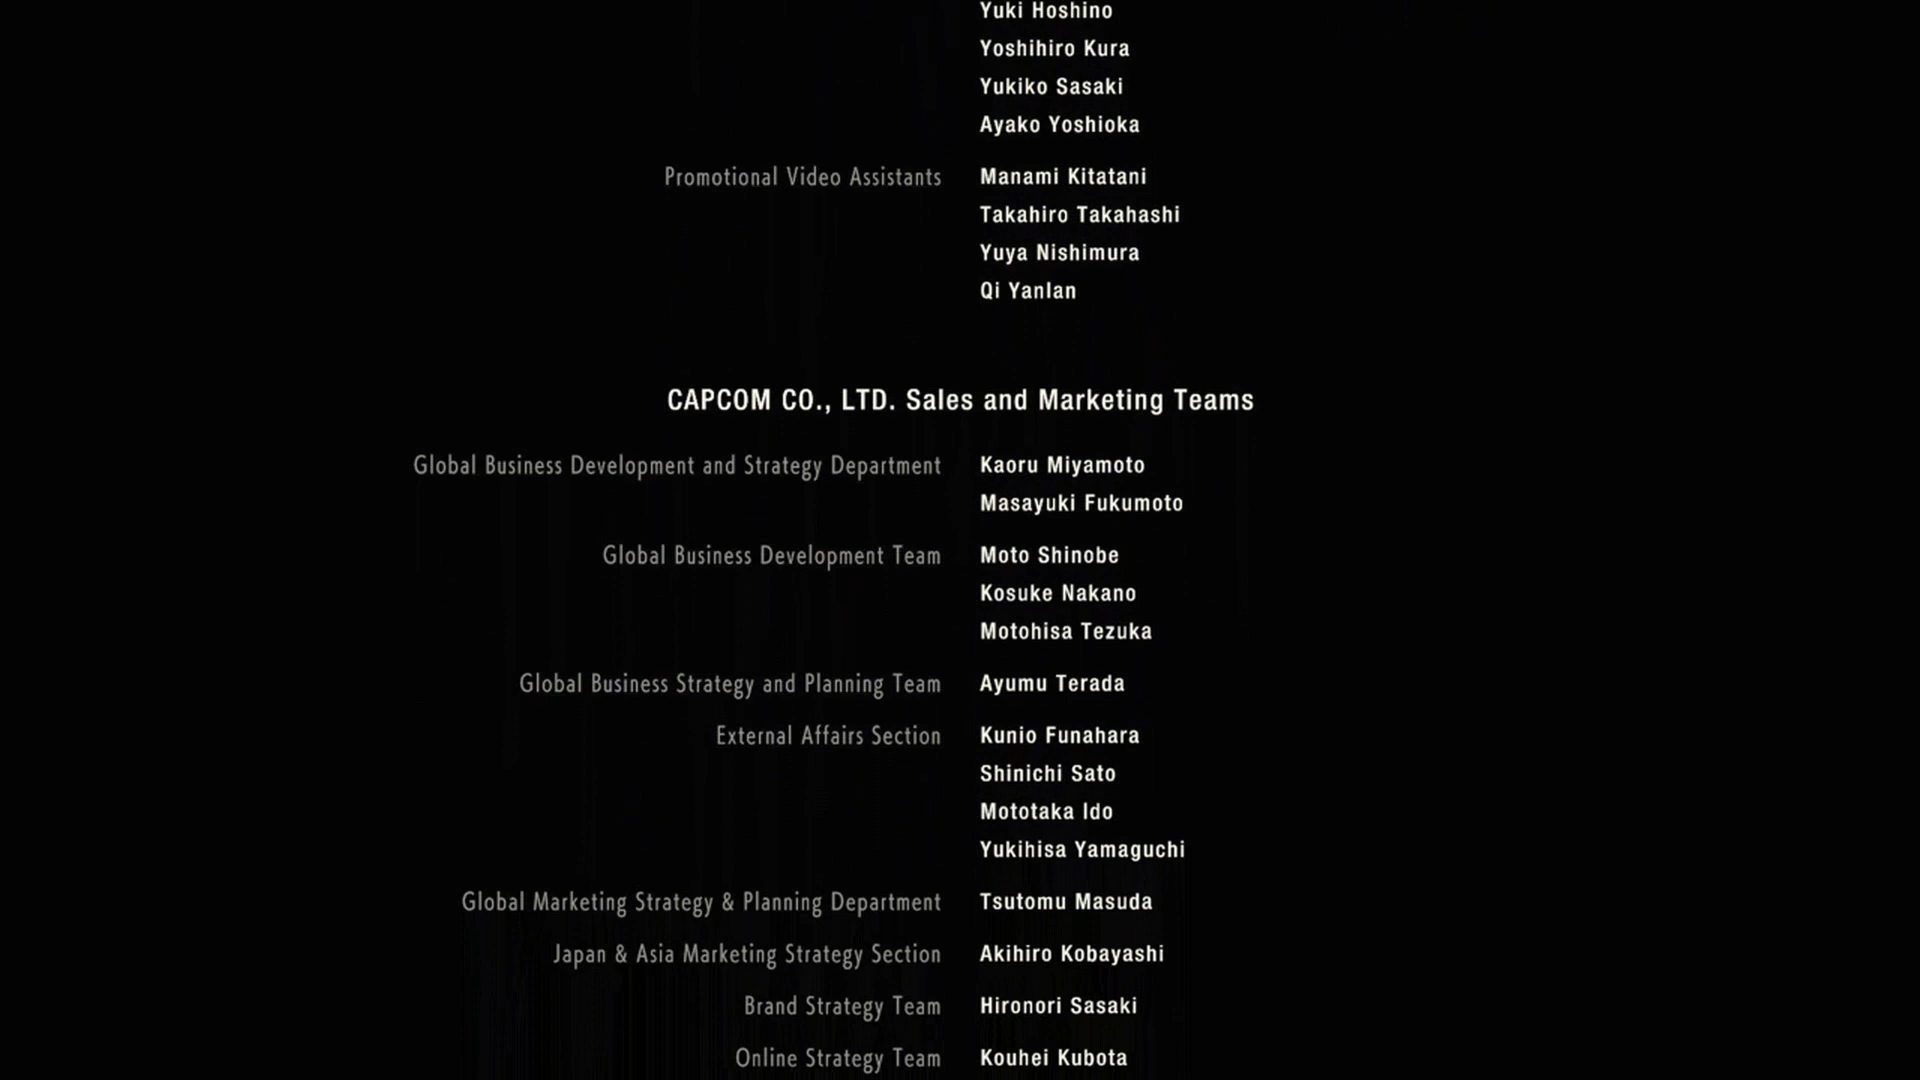 Yuki Hoshino
Yoshihiro Kura
Yukiko Sasaki
Ayako Yoshioka
Promotional Video Assistants Manami Kitatani
Takahiro Takahashi
Yuya Nishimura
Qi Yanlan
CAPCOM CO., LTD. Sales and Marketing Teams
Global Business Development and Strategy Department Kaoru Miyamoto
Masayuki Fukumoto
Global Business Development Team Moto Shinobe
Kosuke Nakano
Motohisa Tezuka
Global Business Strategy and Planning Team Ayumu Terada
External Affairs Section Kunio Funahara
Shinichi Sato
Mototaka Ido
Yukihisa Yamaguchi
Global Marketing Strategy & Planning Department Tsutomu Masuda
Japan & Asia Marketing Strategy Section Akihiro Kobayashi
Brand Strategy Team Hironori Sasaki
Online Strategy Team Kouhei Kubota